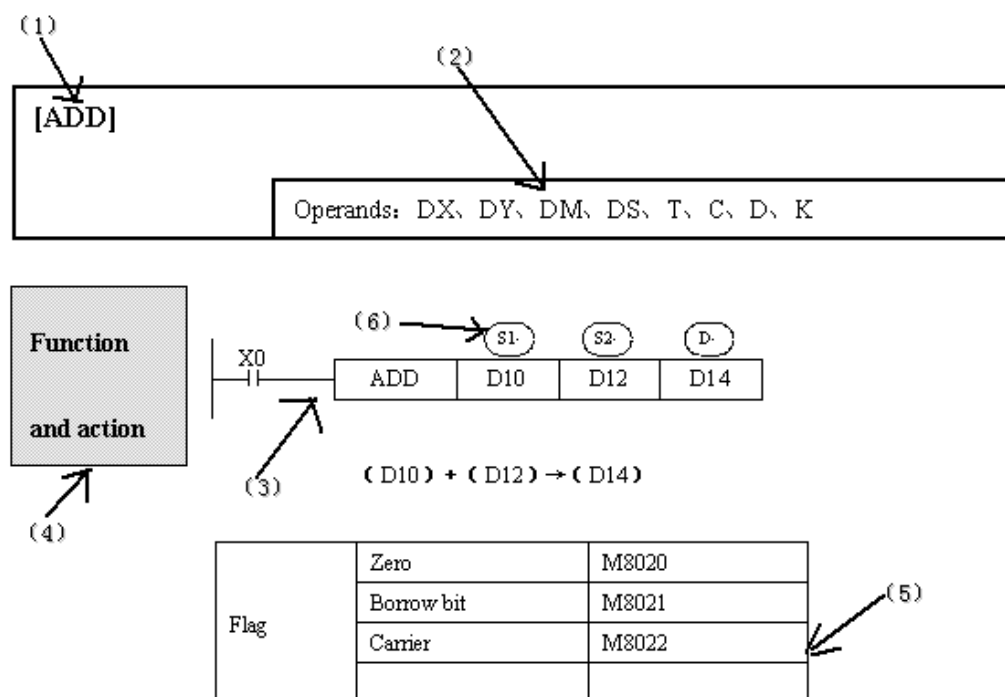 (1)
(2)
[ADD]
Operands: DX、DY、DM、DS、T、C、D、K
Function
and action
(6)
S1· S2· D·
X0
ADD D10 D12 D14
(3)
(D10) + (D12) → (D14)
(4)
Flag
Zero M8020
Borrow bit M8021
Carrier M8022
(5)